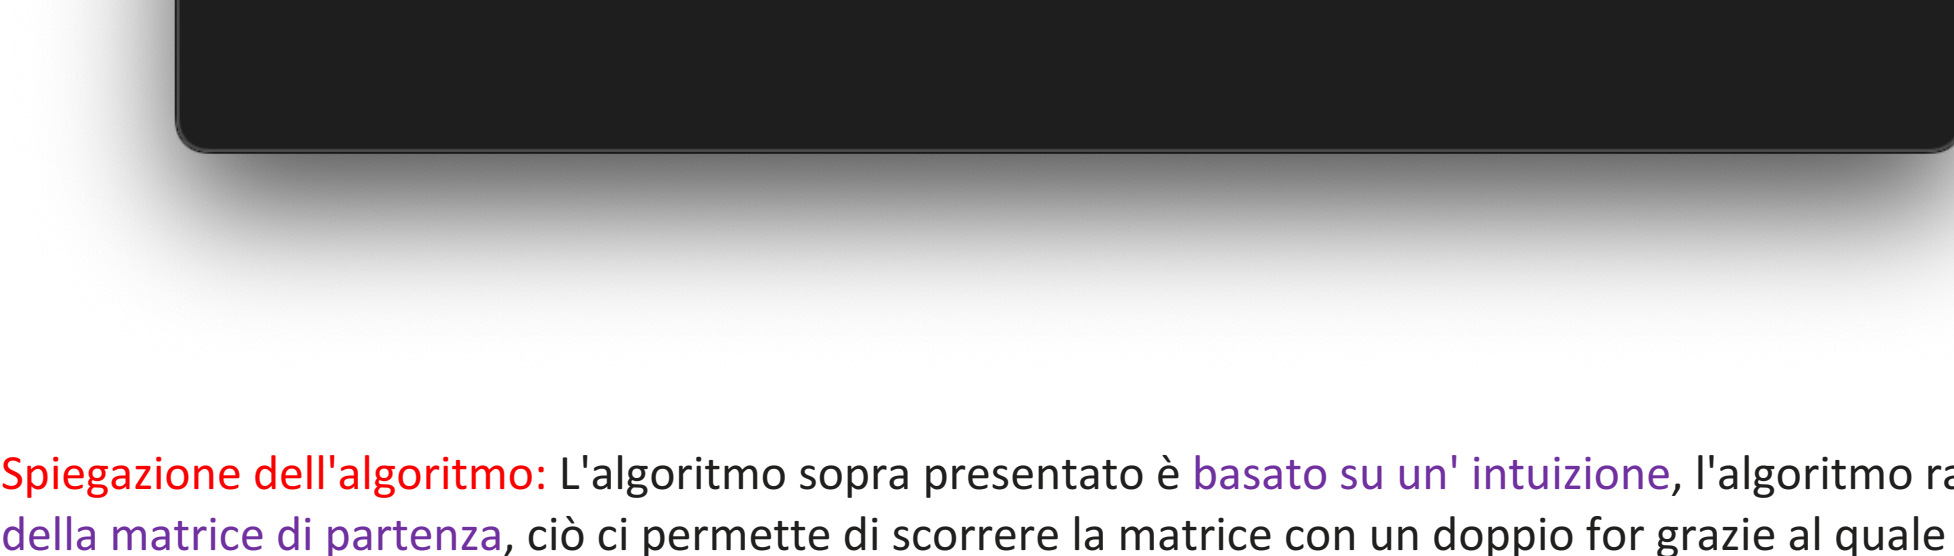 Spiegazione dell'algoritmo: L'algoritmo sopra presentato è basato su un' intuizione, l'algoritmo
della matrice di partenza, ciò ci permette di scorrere la matrice con un doppio for grazie al quale